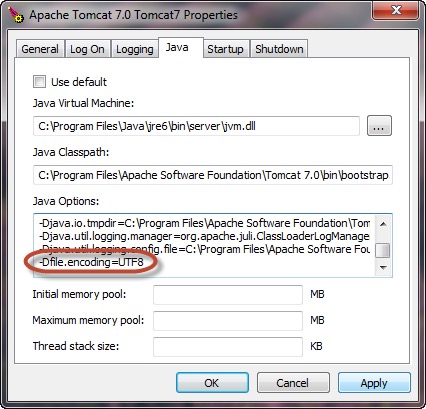 Apache Tomcat 7.0 Tomcat7 Properties
General Log On Logging Java Startup Shutdown
Use default
Java Virtual Machine:
C:\Program Files\Java\jre6\bin\server\jvm.dll
...
Java Classpath:
C:\Program Files\Apache Software Foundation\Tomcat 7.0\bin\bootstrap
Java Options:
-Djava.io.tmpdir=C:\Program Files\Apache Software Foundation\Tom
-Djava.util.logging.manager=org.apache.juli.ClassLoaderLogManage
-Djava.util.logging.config.file=C:\Program Files\Apache Software Fou
-Dfile.encoding=UTF8
Initial memory pool: MB
Maximum memory pool: MB
Thread stack size: KB
OK Cancel Apply